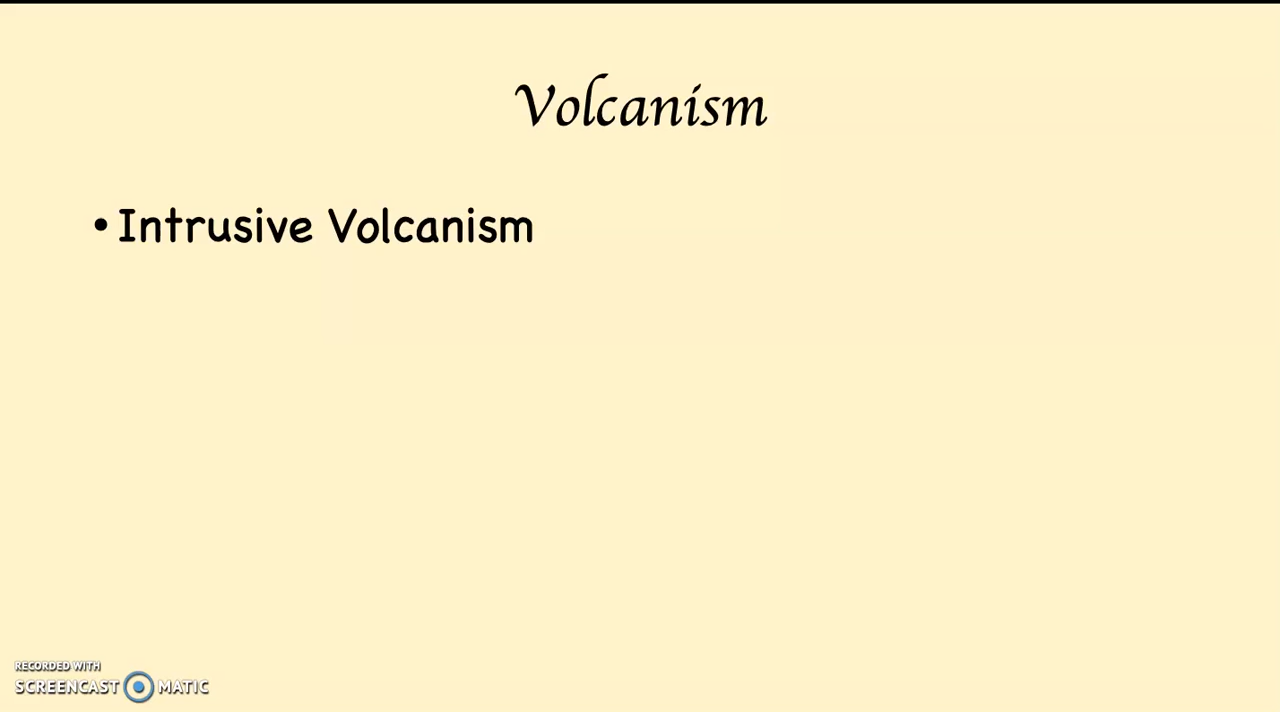 Volcanism
• Intrusive Volcanism
RECORDED WITH
SCREENCAST MATIC